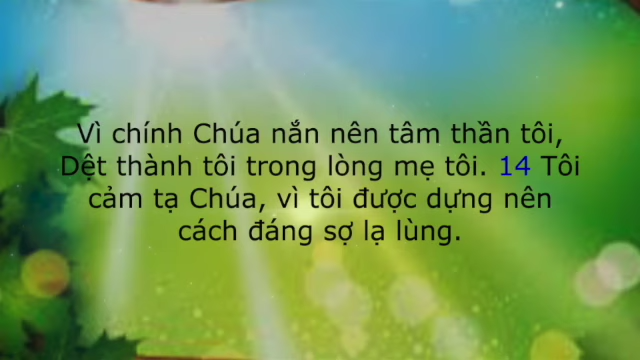 Vì chính Chúa nắn nên tâm thần tôi,
Dệt thành tôi trong lòng mẹ tôi. 14 Tôi
cảm tạ Chúa, vì tôi được dựng nên
cách đáng sợ lạ lùng.